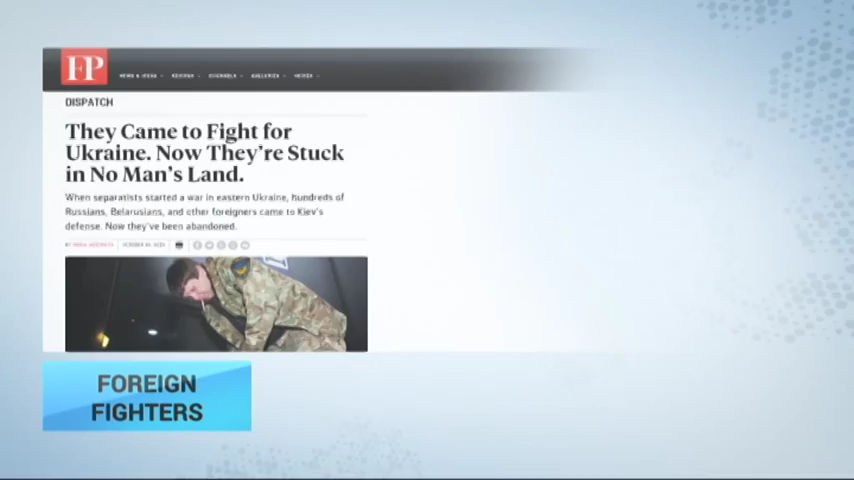 FP
DISPATCH
They Came to Fight for
Ukraine. Now They're Stuck
in No Man's Land.
When separatists started a war in eastern Ukraine, hundreds of
Russians, Belarusians, and other foreigners came to Kiev's
defense. Now they've been abandoned.
BY
FOREIGN
FIGHTERS